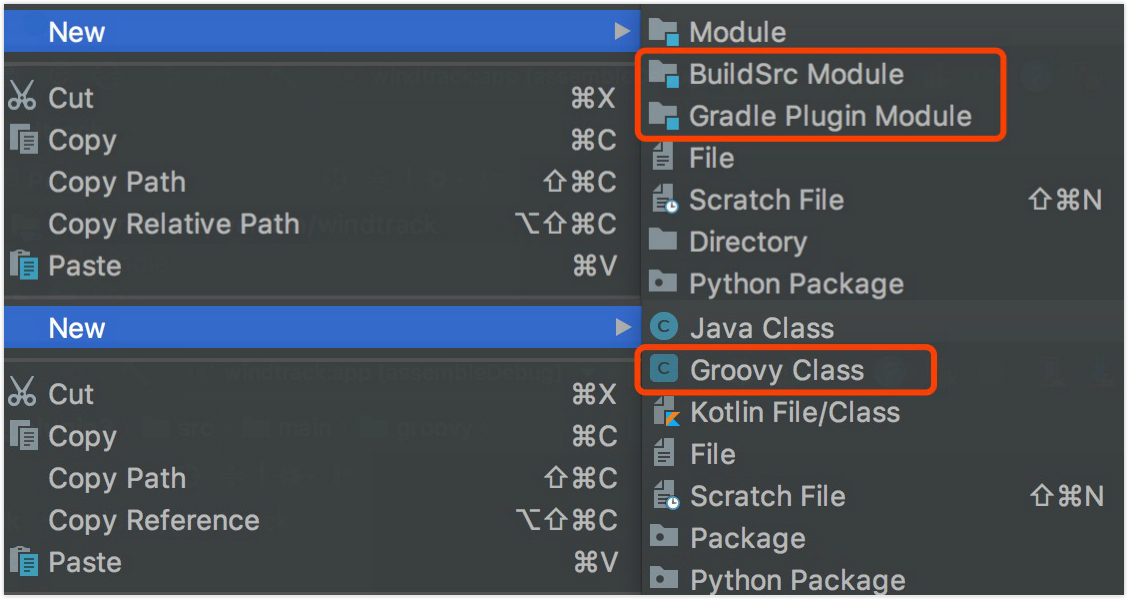 New
Cut ⌘X
Copy ⌘C
Copy Path ⇧⌘C
Copy Relative Path ⌥⇧⌘C
Paste ⌘V
Module
BuildSrc Module
Gradle Plugin Module
File
Scratch File ⇧⌘N
Directory
Python Package
New
Cut ⌘X
Copy ⌘C
Copy Path ⇧⌘C
Copy Reference ⌥⇧⌘C
Paste ⌘V
Java Class
Groovy Class
Kotlin File/Class
File
Scratch File ⇧⌘N
Package
Python Package